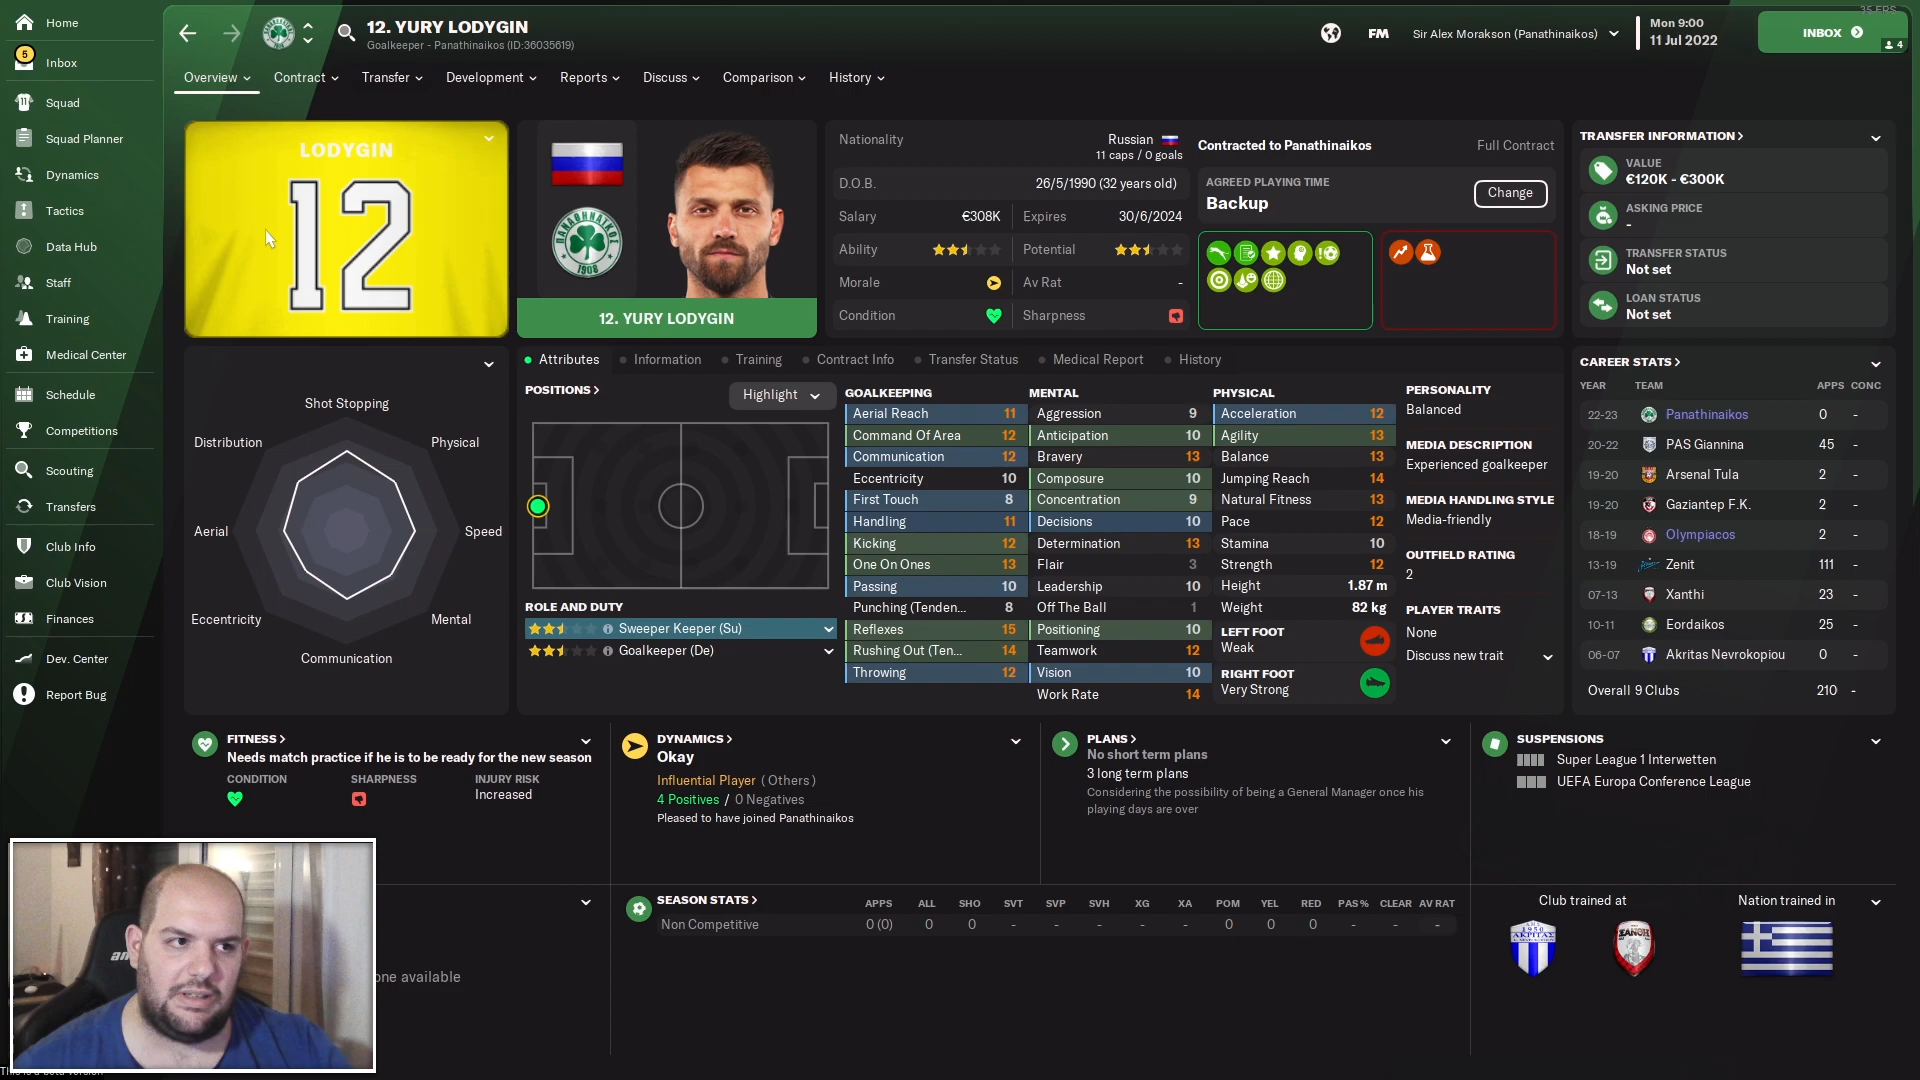 35 FPS
Home
5
Inbox
Squad
Squad Planner
Dynamics
Tactics
Data Hub
Staff
Training
Medical Center
Schedule
Competitions
Scouting
Transfers
Club Info
Club Vision
Finances
Dev. Center
Report Bug
12. YURY LODYGIN
Goalkeeper - Panathinaikos (ID:36035619)
FM
Sir Alex Morakson (Panathinaikos)
Mon 9:00
11 Jul 2022
INBOX
4
Overview
Contract
Transfer
Development
Reports
Discuss
Comparison
History
LODYGIN
12
ΠΑΝΑΘΗΝΑΪΚΟΣ
1908
12. YURY LODYGIN
Nationality Russian
11 caps / 0 goals
D.O.B. 26/5/1990 (32 years old)
Salary €308K Expires 30/6/2024
Ability Potential
Morale Av Rat -
Condition Sharpness
Contracted to Panathinaikos Full Contract
AGREED PLAYING TIME
Backup
Change
TRANSFER INFORMATION
VALUE
€120K - €300K
ASKING PRICE
-
TRANSFER STATUS
Not set
LOAN STATUS
Not set
Shot Stopping
Distribution Physical
Aerial Speed
Eccentricity Mental
Communication
Attributes Information Training Contract Info Transfer Status Medical Report History
POSITIONS
Highlight
ROLE AND DUTY
Sweeper Keeper (Su)
Goalkeeper (De)
GOALKEEPING
Aerial Reach 11
Command Of Area 12
Communication 12
Eccentricity 10
First Touch 8
Handling 11
Kicking 12
One On Ones 13
Passing 10
Punching (Tenden... 8
Reflexes 15
Rushing Out (Ten... 14
Throwing 12
MENTAL
Aggression 9
Anticipation 10
Bravery 13
Composure 10
Concentration 9
Decisions 10
Determination 13
Flair 3
Leadership 10
Off The Ball 1
Positioning 10
Teamwork 12
Vision 10
Work Rate 14
PHYSICAL
Acceleration 12
Agility 13
Balance 13
Jumping Reach 14
Natural Fitness 13
Pace 12
Stamina 10
Strength 12
Height 1.87 m
Weight 82 kg
LEFT FOOT
Weak
RIGHT FOOT
Very Strong
PERSONALITY
Balanced
MEDIA DESCRIPTION
Experienced goalkeeper
MEDIA HANDLING STYLE
Media-friendly
OUTFIELD RATING
2
PLAYER TRAITS
None
Discuss new trait
CAREER STATS
YEAR TEAM APPS CONC
22-23 Panathinaikos 0 -
20-22 PAS Giannina 45 -
19-20 Arsenal Tula 2 -
19-20 Gaziantep F.K. 2 -
18-19 Olympiacos 2 -
13-19 Zenit 111 -
07-13 Xanthi 23 -
10-11 Eordaikos 25 -
06-07 Akritas Nevrokopiou 0 -
Overall 9 Clubs 210 -
FITNESS
Needs match practice if he is to be ready for the new season
CONDITION SHARPNESS INJURY RISK
Increased
DYNAMICS
Okay
Influential Player ( Others )
4 Positives / 0 Negatives
Pleased to have joined Panathinaikos
PLANS
No short term plans
3 long term plans
Considering the possibility of being a General Manager once his
playing days are over
SUSPENSIONS
Super League 1 Interwetten
UEFA Europa Conference League
one available
SEASON STATS
APPS ALL SHO SVT SVP SVH XG XA POM YEL RED PAS % CLEAR AV RAT
Non Competitive 0 (0) 0 0 - - - - - 0 0 0 - - -
Club trained at
Nation trained in
1950
ΑΚΡΙΤΑΣ
ΞΑΝΘΗ